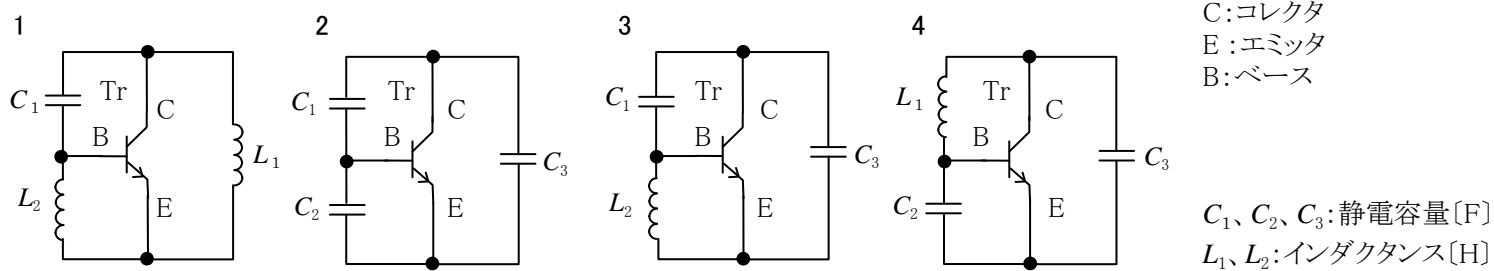 1
C₁
Tr
B
C
L₁
L₂
E
2
C₁
Tr
B
C
C₃
C₂
E
3
C₁
Tr
B
C
C₃
L₂
E
4
L₁
Tr
B
C
C₃
C₂
E
C:コレクタ
E:エミッタ
B:ベース
C₁、C₂、C₃:静電容量〔F〕
L₁、L₂:インダクタンス〔H〕